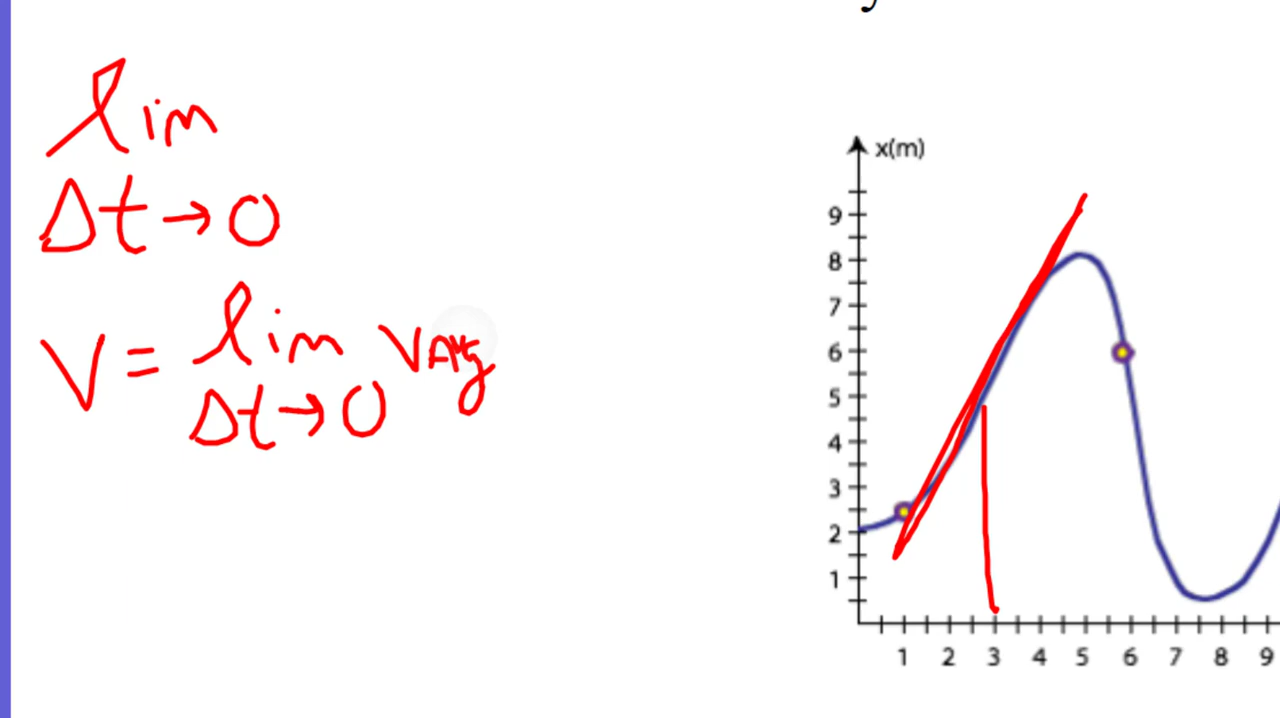 lim
Δt→0
V = lim VAvg
Δt→0
x(m)
9
8
7
6
5
4
3
2
1
1 2 3 4 5 6 7 8 9